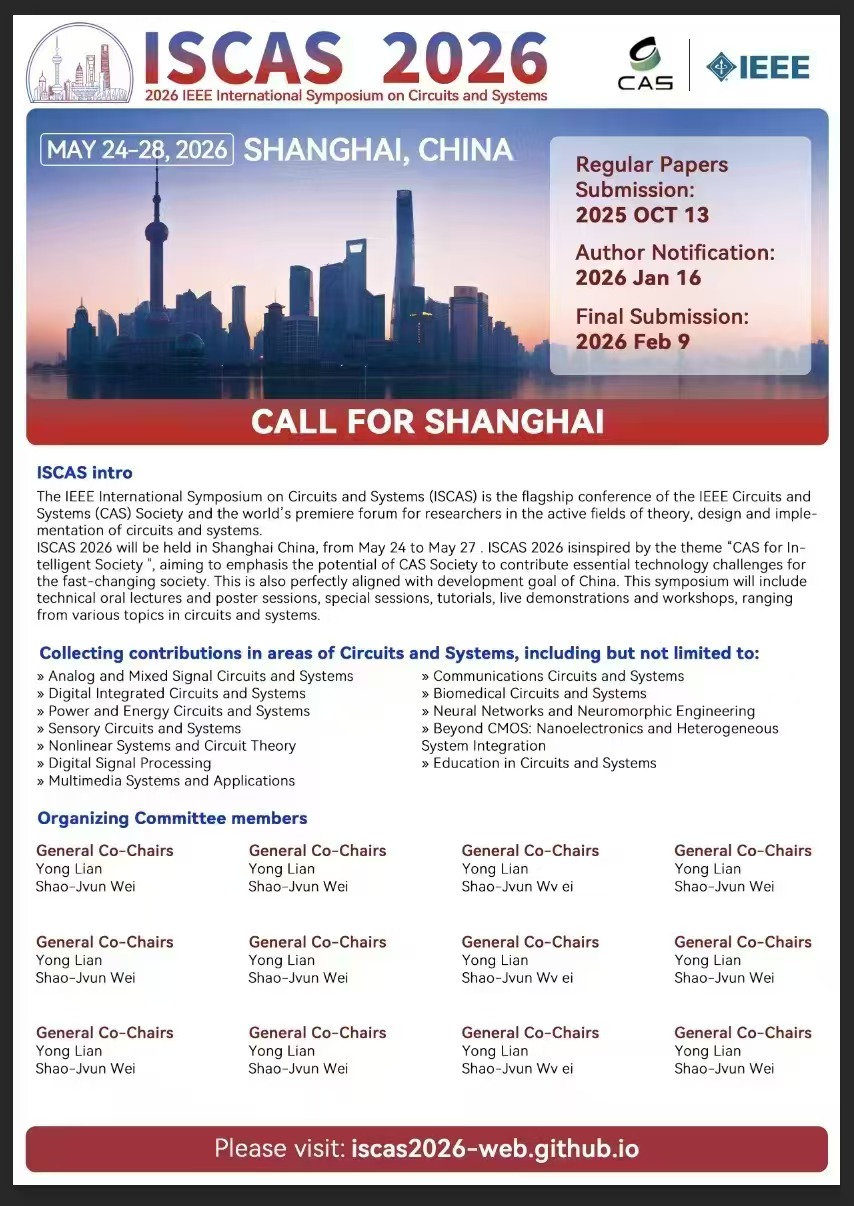 ISCAS 2026
2026 IEEE International Symposium on Circuits and Systems
CAS
IEEE
MAY 24-28, 2026
SHANGHAI, CHINA
Regular Papers
Submission:
2025 OCT 13
Author Notification:
2026 Jan 16
Final Submission:
2026 Feb 9
CALL FOR SHANGHAI
ISCAS intro
The IEEE International Symposium on Circuits and Systems (ISCAS) is the flagship conference of the IEEE Circuits and
Systems (CAS) Society and the world's premiere forum for researchers in the active fields of theory, design and imple-
mentation of circuits and systems.
ISCAS 2026 will be held in Shanghai China, from May 24 to May 27 . ISCAS 2026 isinspired by the theme "CAS for In-
telligent Society ", aiming to emphasis the potential of CAS Society to contribute essential technology challenges for
the fast-changing society. This is also perfectly aligned with development goal of China. This symposium will include
technical oral lectures and poster sessions, special sessions, tutorials, live demonstrations and workshops, ranging
from various topics in circuits and systems.
Collecting contributions in areas of Circuits and Systems, including but not limited to:
» Analog and Mixed Signal Circuits and Systems
» Digital Integrated Circuits and Systems
» Power and Energy Circuits and Systems
» Sensory Circuits and Systems
» Nonlinear Systems and Circuit Theory
» Digital Signal Processing
» Multimedia Systems and Applications
» Communications Circuits and Systems
» Biomedical Circuits and Systems
» Neural Networks and Neuromorphic Engineering
» Beyond CMOS: Nanoelectronics and Heterogeneous
System Integration
» Education in Circuits and Systems
Organizing Committee members
General Co-Chairs
Yong Lian
Shao-Jvun Wei
General Co-Chairs
Yong Lian
Shao-Jvun Wei
General Co-Chairs
Yong Lian
Shao-Jvun Wv ei
General Co-Chairs
Yong Lian
Shao-Jvun Wei
General Co-Chairs
Yong Lian
Shao-Jvun Wei
General Co-Chairs
Yong Lian
Shao-Jvun Wei
General Co-Chairs
Yong Lian
Shao-Jvun Wv ei
General Co-Chairs
Yong Lian
Shao-Jvun Wei
General Co-Chairs
Yong Lian
Shao-Jvun Wei
General Co-Chairs
Yong Lian
Shao-Jvun Wei
General Co-Chairs
Yong Lian
Shao-Jvun Wv ei
General Co-Chairs
Yong Lian
Shao-Jvun Wei
Please visit: iscas2026-web.github.io